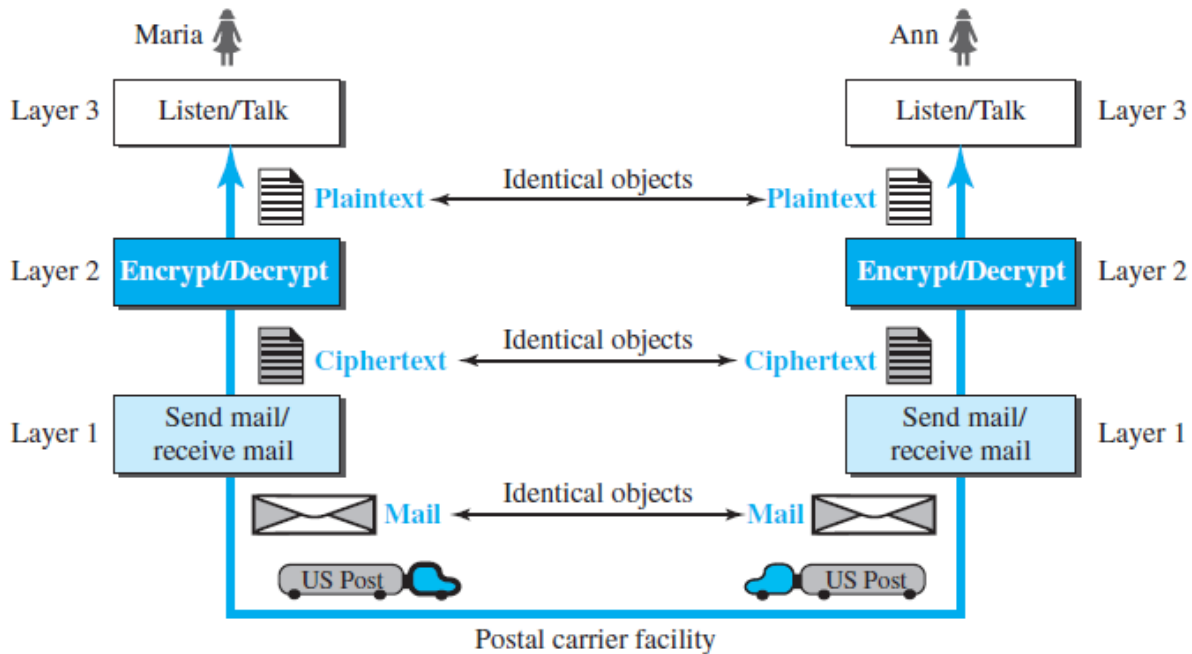 Maria
Ann
Layer 3
Listen/Talk
Listen/Talk
Layer 3
Plaintext
Identical objects
Plaintext
Layer 2
Encrypt/Decrypt
Encrypt/Decrypt
Layer 2
Ciphertext
Identical objects
Ciphertext
Layer 1
Send mail/
receive mail
Send mail/
receive mail
Layer 1
Mail
Identical objects
Mail
US Post
US Post
Postal carrier facility